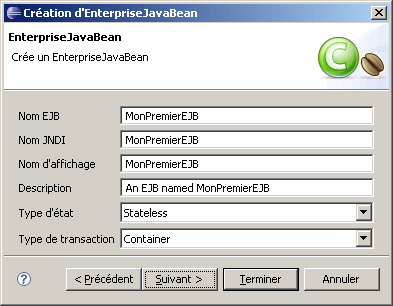 Création d'EnterpriseJavaBean
EnterpriseJavaBean
Crée un EnterpriseJavaBean
C
Nom EJB MonPremierEJB
Nom JNDI MonPremierEJB
Nom d'affichage MonPremierEJB
Description An EJB named MonPremierEJB
Type d'état Stateless
Type de transaction Container
? < Précédent Suivant > Terminer Annuler